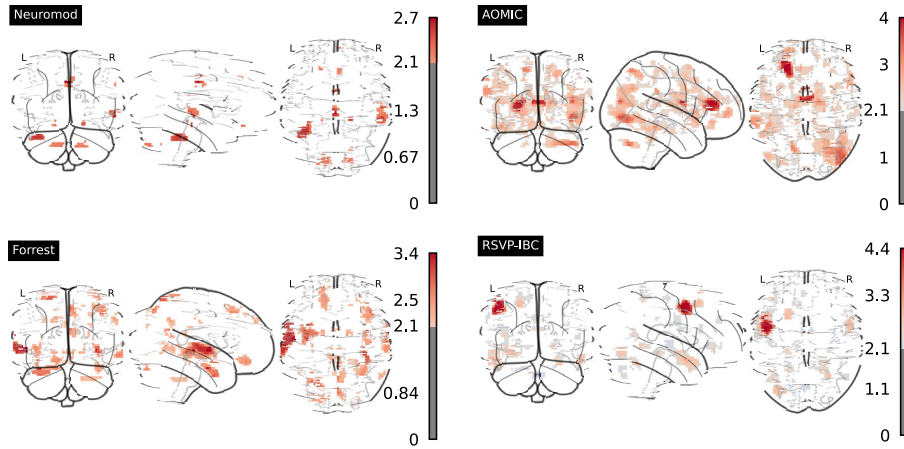 Neuromod
L R
2.7
2.1
1.3
0.67
0
AOMIC
L R
4
3
2.1
1
0
Forrest
L R
3.4
2.5
2.1
0.84
0
RSVP-IBC
L R
4.4
3.3
2.1
1.1
0